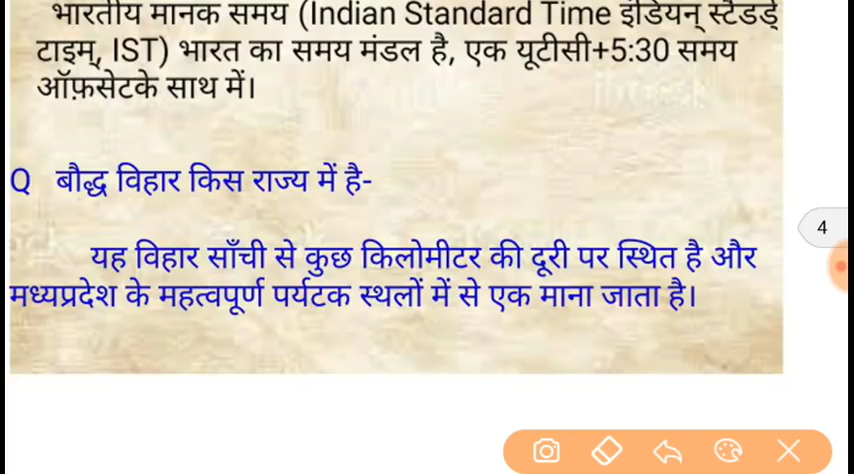 भारतीय मानक समय (Indian Standard Time इंडियन् स्टैंडर्ड्
टाइम्, IST) भारत का समय मंडल है, एक यूटीसी+5:30 समय
ऑफ़सेटके साथ में।
Q बौद्ध विहार किस राज्य में है-
यह विहार साँची से कुछ किलोमीटर की दूरी पर स्थित है और
मध्यप्रदेश के महत्वपूर्ण पर्यटक स्थलों में से एक माना जाता है।
4